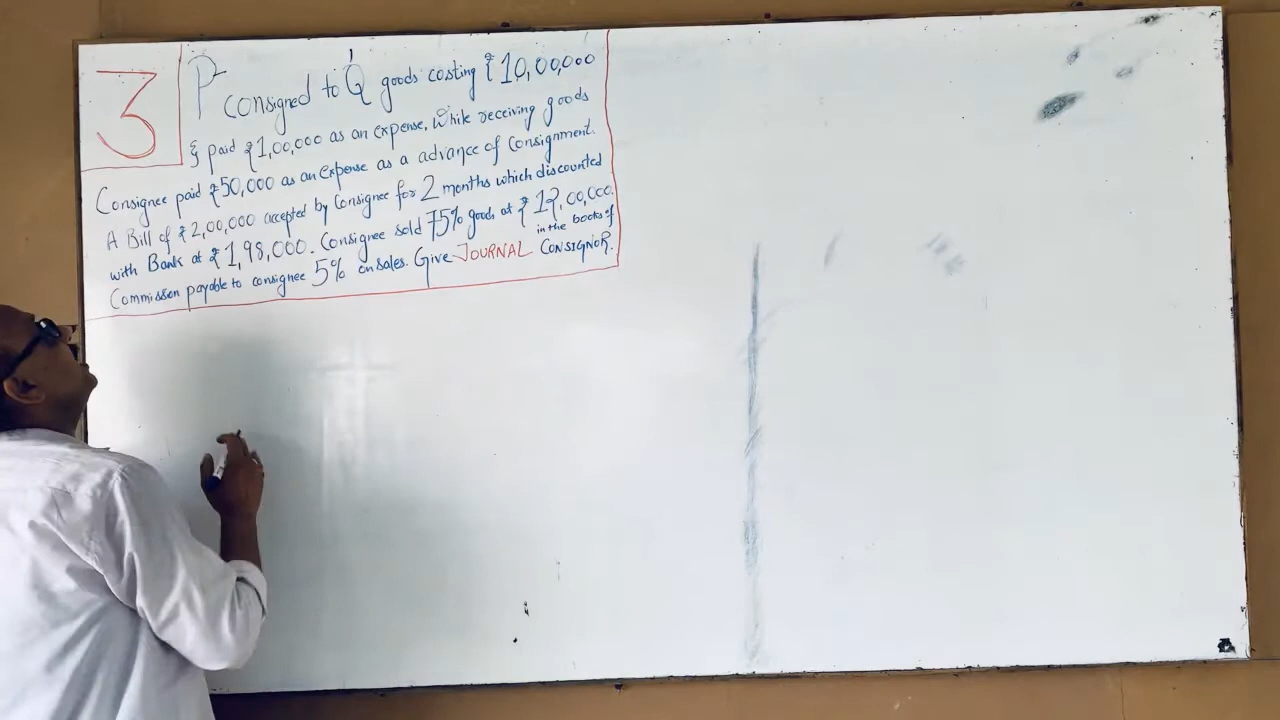 3
P consigned to Q goods costing ₹10,00,000
& paid ₹1,00,000 as an expense, while receiving goods
Consignee paid ₹50,000 as an expense as a advance of Consignment.
A Bill of ₹2,00,000 accepted by Consignee for 2 months which discounted
with Bank at ₹1,98,000. Consignee sold 75% goods at ₹12,00,000.
Commission payable to consignee 5% on sales. Give JOURNAL in the books of CONSIGNOR.